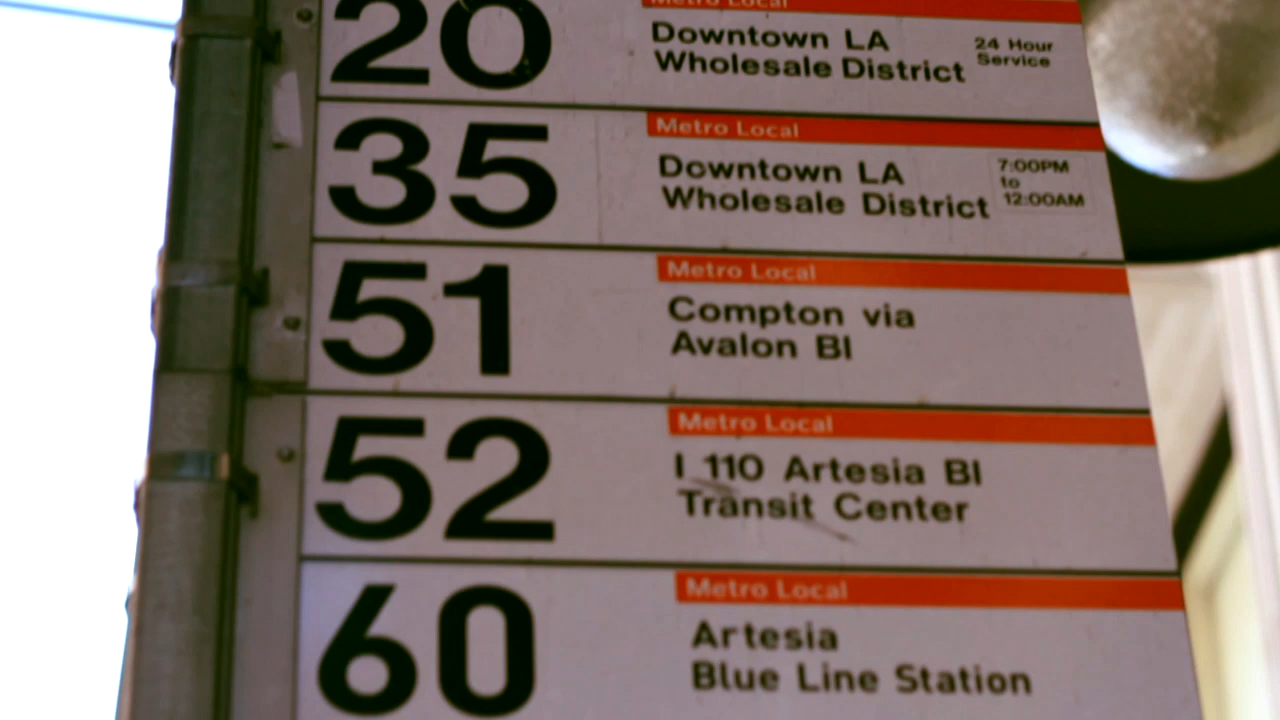 20
Metro Local
Downtown LA
Wholesale District
24 Hour
Service
35
Metro Local
Downtown LA
Wholesale District
7:00PM
to
12:00AM
51
Metro Local
Compton via
Avalon Bl
52
Metro Local
I 110 Artesia Bl
Transit Center
60
Metro Local
Artesia
Blue Line Station